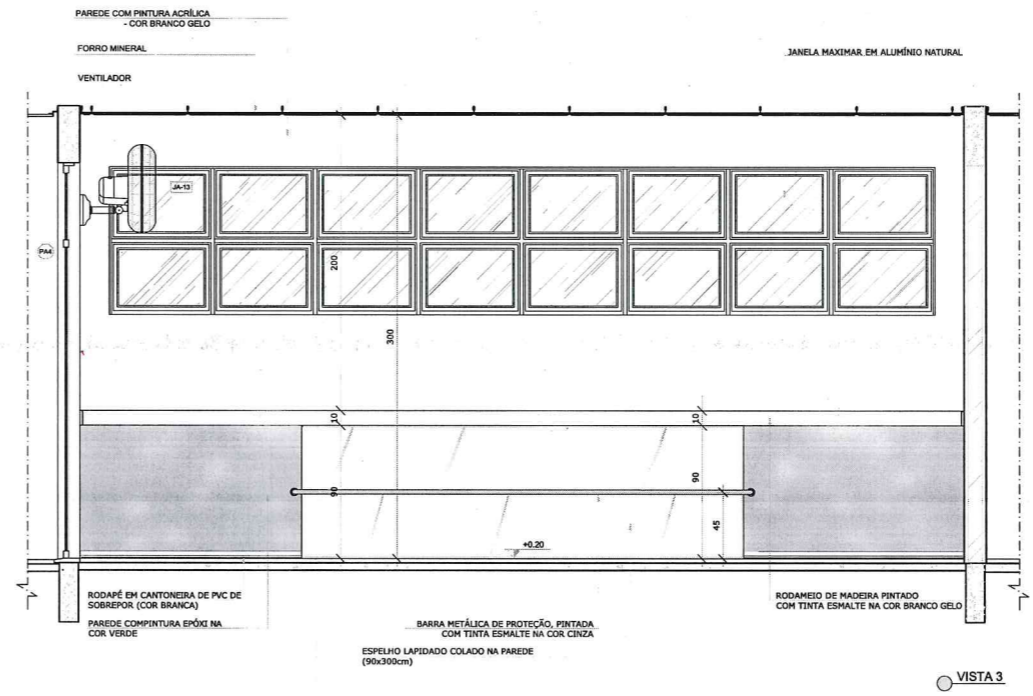 PAREDE COM PINTURA ACRÍLICA
- COR BRANCO GELO
FORRO MINERAL
JANELA MAXIMAR EM ALUMÍNIO NATURAL
VENTILADOR
JA-13
PA4
200
300
10
10
90
90
45
+0.20
RODAPÉ EM CANTONEIRA DE PVC DE
SOBREPOR (COR BRANCA)
PAREDE COMPINTURA EPÓXI NA
COR VERDE
BARRA METÁLICA DE PROTEÇÃO, PINTADA
COM TINTA ESMALTE NA COR CINZA
ESPELHO LAPIDADO COLADO NA PAREDE
(90x300cm)
RODAMEIO DE MADEIRA PINTADO
COM TINTA ESMALTE NA COR BRANCO GELO
VISTA 3